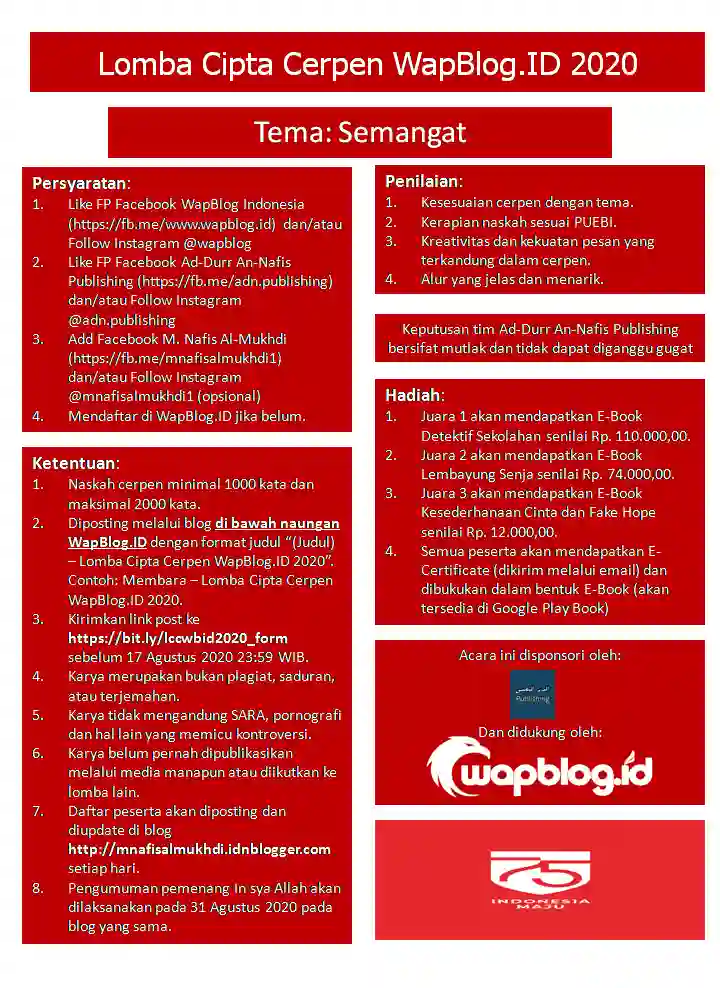 Lomba Cipta Cerpen WapBlog.ID 2020
Tema: Semangat
Persyaratan:
1. Like FP Facebook WapBlog Indonesia
(https://fb.me/www.wapblog.id) dan/atau
Follow Instagram @wapblog
2. Like FP Facebook Ad-Durr An-Nafis
Publishing (https://fb.me/adn.publishing)
dan/atau Follow Instagram
@adn.publishing
3. Add Facebook M. Nafis Al-Mukhdi
(https://fb.me/mnafisalmukhdi1)
dan/atau Follow Instagram
@mnafisalmukhdi1 (opsional)
4. Mendaftar di WapBlog.ID jika belum.
Ketentuan:
1. Naskah cerpen minimal 1000 kata dan
maksimal 2000 kata.
2. Diposting melalui blog di bawah naungan
WapBlog.ID dengan format judul “(Judul)
– Lomba Cipta Cerpen WapBlog.ID 2020”.
Contoh: Membara – Lomba Cipta Cerpen
WapBlog.ID 2020.
3. Kirimkan link post ke
https://bit.ly/lccwbid2020_form
sebelum 17 Agustus 2020 23:59 WIB.
4. Karya merupakan bukan plagiat, saduran,
atau terjemahan.
5. Karya tidak mengandung SARA, pornografi
dan hal lain yang memicu kontroversi.
6. Karya belum pernah dipublikasikan
melalui media manapun atau diikutkan ke
lomba lain.
7. Daftar peserta akan diposting dan
diupdate di blog
http://mnafisalmukhdi.idnblogger.com
setiap hari.
8. Pengumuman pemenang In sya Allah akan
dilaksanakan pada 31 Agustus 2020 pada
blog yang sama.
Penilaian:
1. Kesesuaian cerpen dengan tema.
2. Kerapian naskah sesuai PUEBI.
3. Kreativitas dan kekuatan pesan yang
terkandung dalam cerpen.
4. Alur yang jelas dan menarik.
Keputusan tim Ad-Durr An-Nafis Publishing
bersifat mutlak dan tidak dapat diganggu gugat
Hadiah:
1. Juara 1 akan mendapatkan E-Book
Detektif Sekolahan senilai Rp. 110.000,00.
2. Juara 2 akan mendapatkan E-Book
Lembayung Senja senilai Rp. 74.000,00.
3. Juara 3 akan mendapatkan E-Book
Kesederhanaan Cinta dan Fake Hope
senilai Rp. 12.000,00.
4. Semua peserta akan mendapatkan E-
Certificate (dikirim melalui email) dan
dibukukan dalam bentuk E-Book (akan
tersedia di Google Play Book)
Acara ini disponsori oleh:
Publishing
Dan didukung oleh:
wapblog.id
75
INDONESIA
MAJU